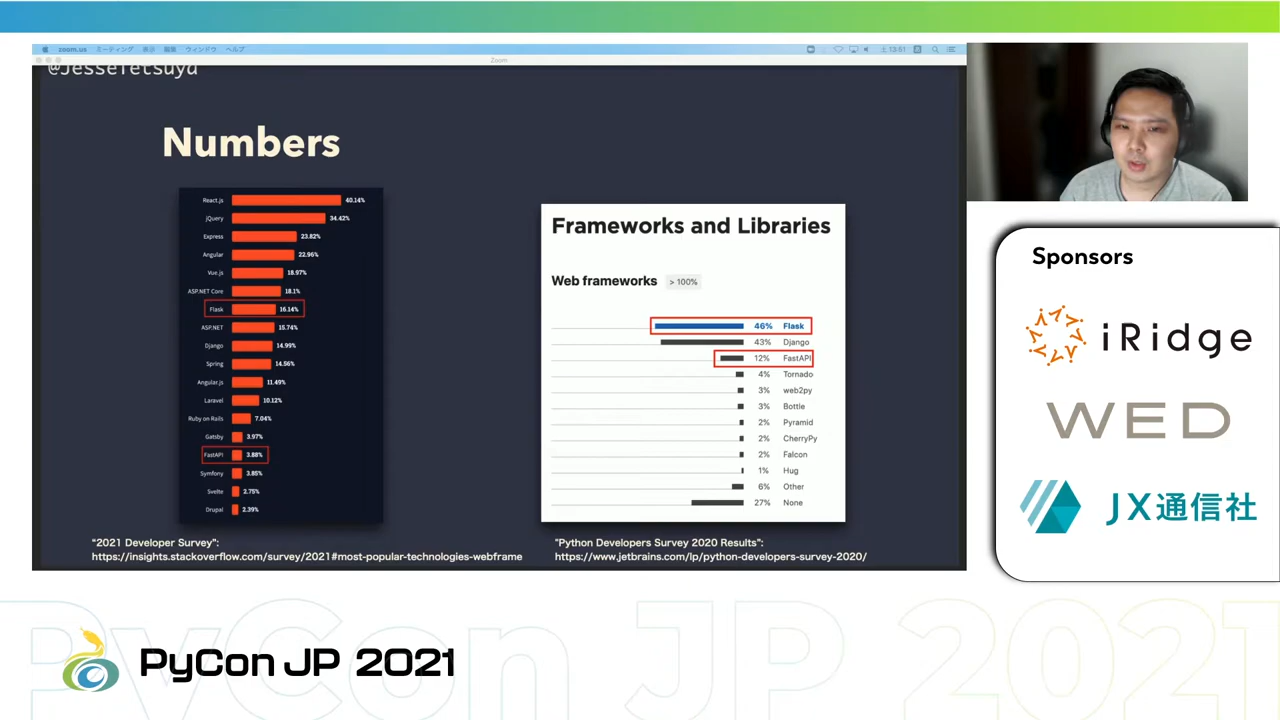 zoom.us ミーティング 表示 編集 ウィンドウ ヘルプ
土13:51
Zoom
@JesseTetsuya
Numbers
React.js 40.14%
jQuery 34.42%
Express 23.82%
Angular 22.96%
Vue.js 18.97%
ASP.NET Core 18.1%
Flask 16.14%
ASP.NET 15.74%
Django 14.99%
Spring 14.56%
Angular.js 11.49%
Laravel 10.12%
Ruby on Rails 7.04%
Gatsby 3.97%
FastAPI 3.88%
Symfony 3.85%
Svelte 2.75%
Drupal 2.39%
"2021 Developer Survey":
https://insights.stackoverflow.com/survey/2021#most-popular-technologies-webframe
Frameworks and Libraries
Web frameworks > 100%
46% Flask
43% Django
12% FastAPI
4% Tornado
3% web2py
3% Bottle
2% Pyramid
2% CherryPy
2% Falcon
1% Hug
6% Other
27% None
"Python Developers Survey 2020 Results":
https://www.jetbrains.com/lp/python-developers-survey-2020/
Sponsors
iRidge
WED
JX通信社
PyCon JP 2021
PyCon JP 2021